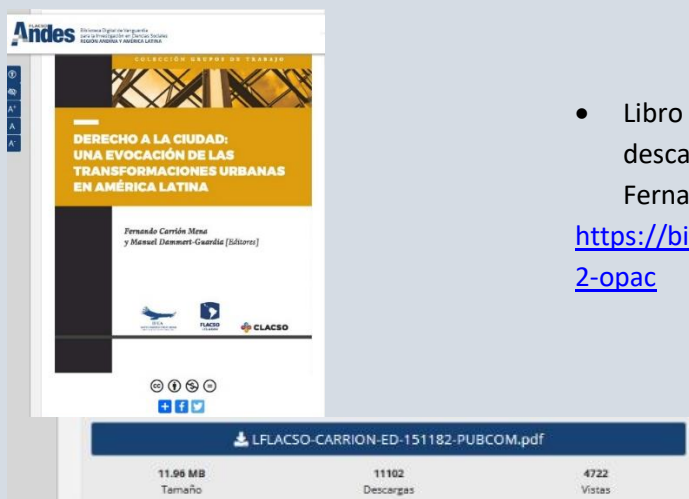 FLACSO
Andes
Biblioteca Digital de Vanguardia
para la Investigación en Ciencias Sociales
REGIÓN ANDINA Y AMÉRICA LATINA
A+
A
A-
COLECCIÓN GRUPOS DE TRABAJO
DERECHO A LA CIUDAD:
UNA EVOCACIÓN DE LAS
TRANSFORMACIONES URBANAS
EN AMÉRICA LATINA
Fernando Carrión Mena
y Manuel Dammert-Guardia [Editores]
FLACSO
CLACSO
• Libro
desca
Ferna
https://bi
2-opac
LFLACSO-CARRION-ED-151182-PUBCOM.pdf
11.96 MB 11102 4722
Tamaño Descargas Vistas